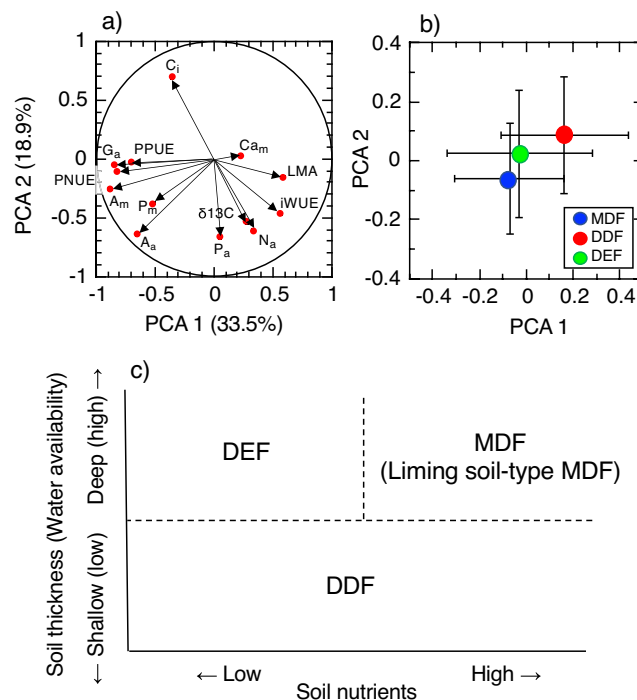 a)
1
0.5
0
-0.5
-1
-1
-0.5
0
0.5
1
PCA 2 (18.9%)
PCA 1 (33.5%)
Ci
Ga
PPUE
PNUE
Am
Pm
Aa
Cam
LMA
iWUE
δ13C
Na
Pa
b)
0.4
0.2
0
-0.2
-0.4
-0.4
-0.2
0
0.2
0.4
PCA 2
PCA 1
MDF
DDF
DEF
c)
Soil thickness (Water availability)
← Shallow (low) Deep (high) →
DEF
MDF
(Liming soil-type MDF)
DDF
← Low High →
Soil nutrients